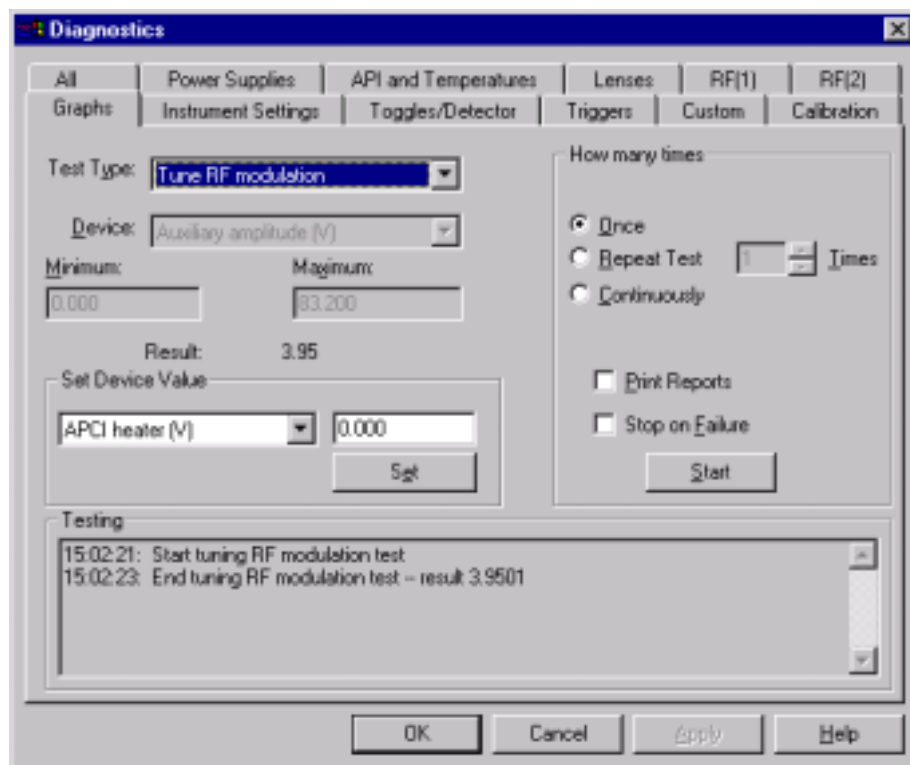 Diagnostics
All Power Supplies API and Temperatures Lenses RF(1) RF(2)
Graphs Instrument Settings Toggles/Detector Triggers Custom Calibration
Test Type: Tune RF modulation
Device: Auxiliary amplitude (V)
Minimum: Maximum:
0.000 83.200
Result: 3.95
Set Device Value
APCI heater (V) 0.000
Set
How many times
Once
Repeat Test 1 Times
Continuously
Print Reports
Stop on Failure
Start
Testing
15:02:21: Start tuning RF modulation test
15:02:23: End tuning RF modulation test -- result 3.9501
OK Cancel Apply Help